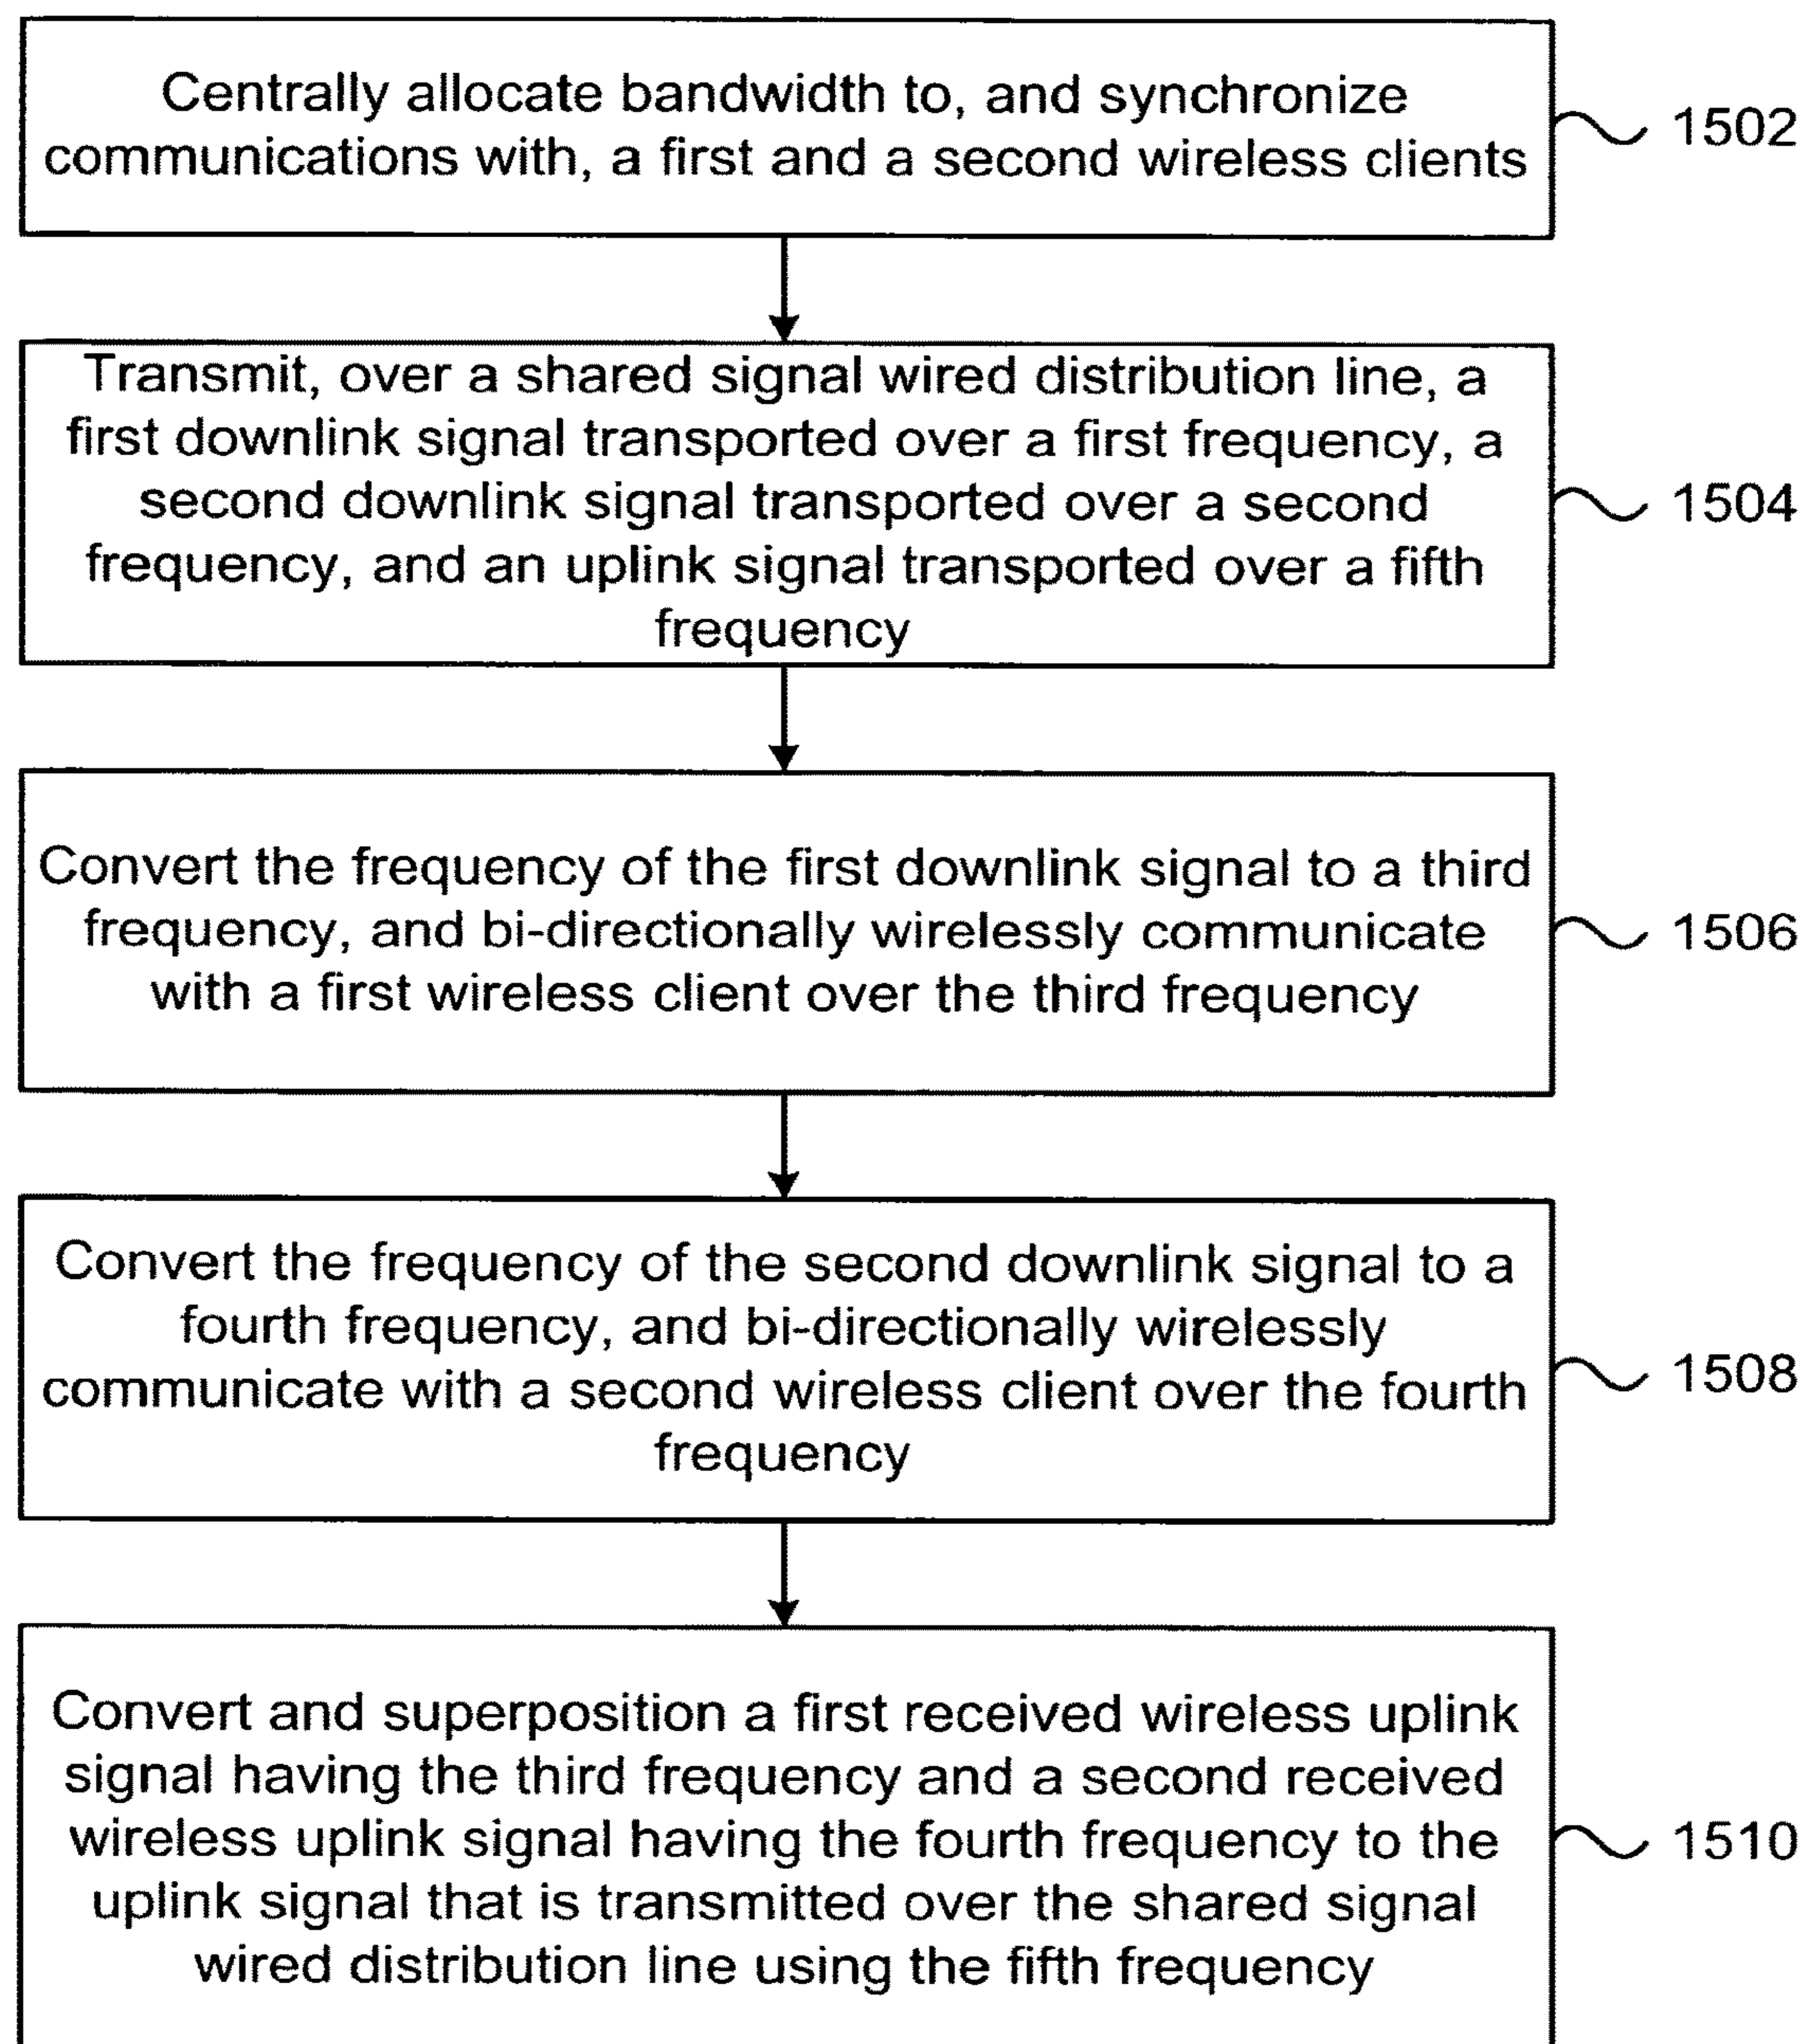 Centrally allocate bandwidth to, and synchronize
communications with, a first and a second wireless clients
1502
Transmit, over a shared signal wired distribution line, a
first downlink signal transported over a first frequency, a
second downlink signal transported over a second
frequency, and an uplink signal transported over a fifth
frequency
1504
Convert the frequency of the first downlink signal to a third
frequency, and bi-directionally wirelessly communicate
with a first wireless client over the third frequency
1506
Convert the frequency of the second downlink signal to a
fourth frequency, and bi-directionally wirelessly
communicate with a second wireless client over the fourth
frequency
1508
Convert and superposition a first received wireless uplink
signal having the third frequency and a second received
wireless uplink signal having the fourth frequency to the
uplink signal that is transmitted over the shared signal
wired distribution line using the fifth frequency
1510